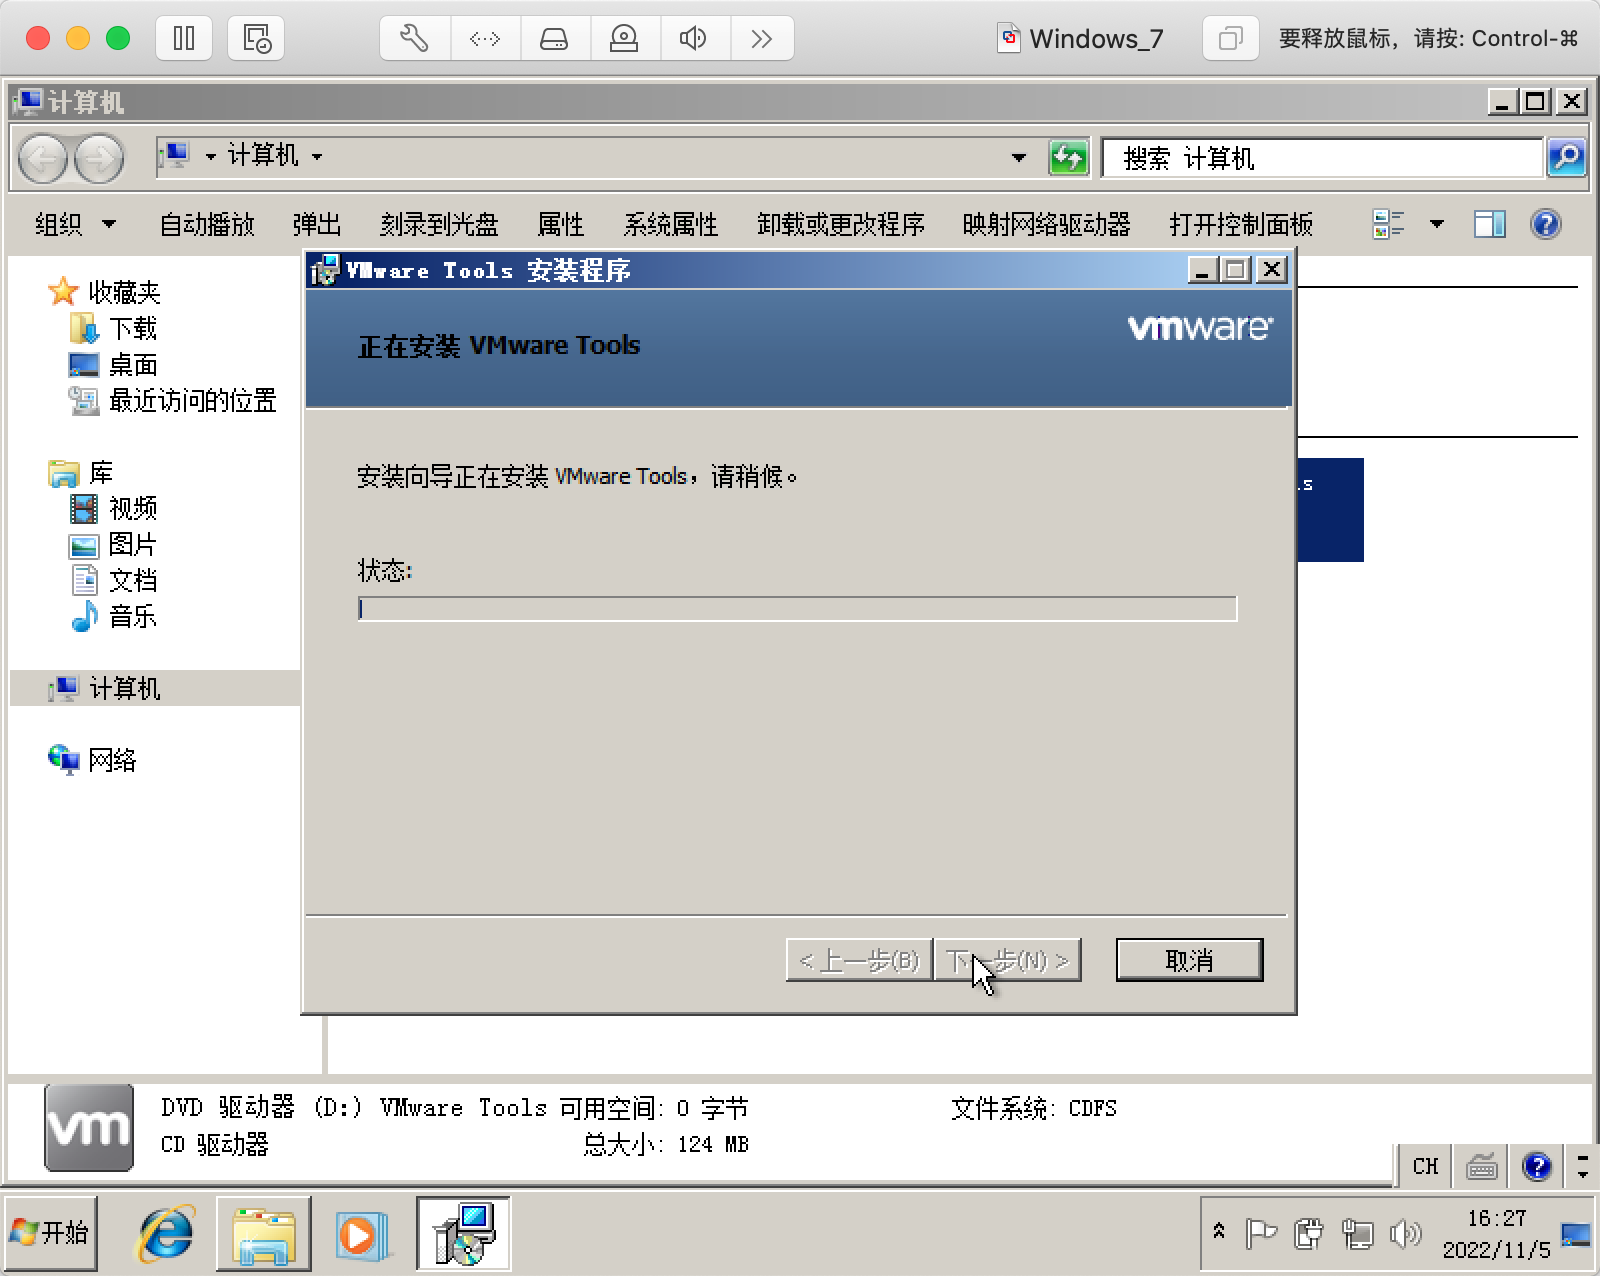 Windows_7
要释放鼠标，请按: Control-⌘
计算机
计算机
搜索 计算机
组织
自动播放
弹出
刻录到光盘
属性
系统属性
卸载或更改程序
映射网络驱动器
打开控制面板
收藏夹
下载
桌面
最近访问的位置
库
视频
图片
文档
音乐
计算机
网络
VMware Tools 安装程序
正在安装 VMware Tools
vmware
安装向导正在安装 VMware Tools，请稍候。
状态:
< 上一步(B)
下一步(N) >
取消
vm
DVD 驱动器 (D:) VMware Tools 可用空间: 0 字节
文件系统: CDFS
CD 驱动器
总大小: 124 MB
CH
开始
16:27
2022/11/5